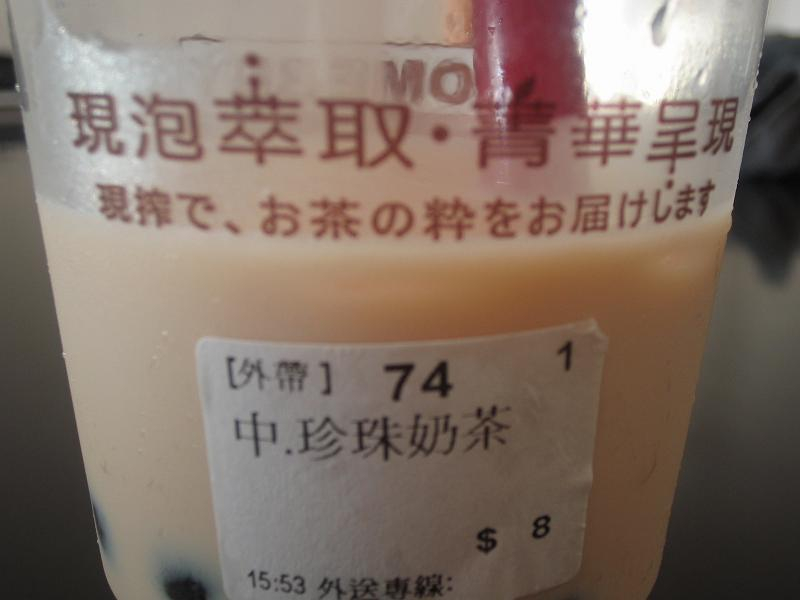 現泡萃取・菁華呈現
現搾で、お茶の粋をお届けします
[外帶] 74 1
中.珍珠奶茶
$ 8
15:53 外送專線: